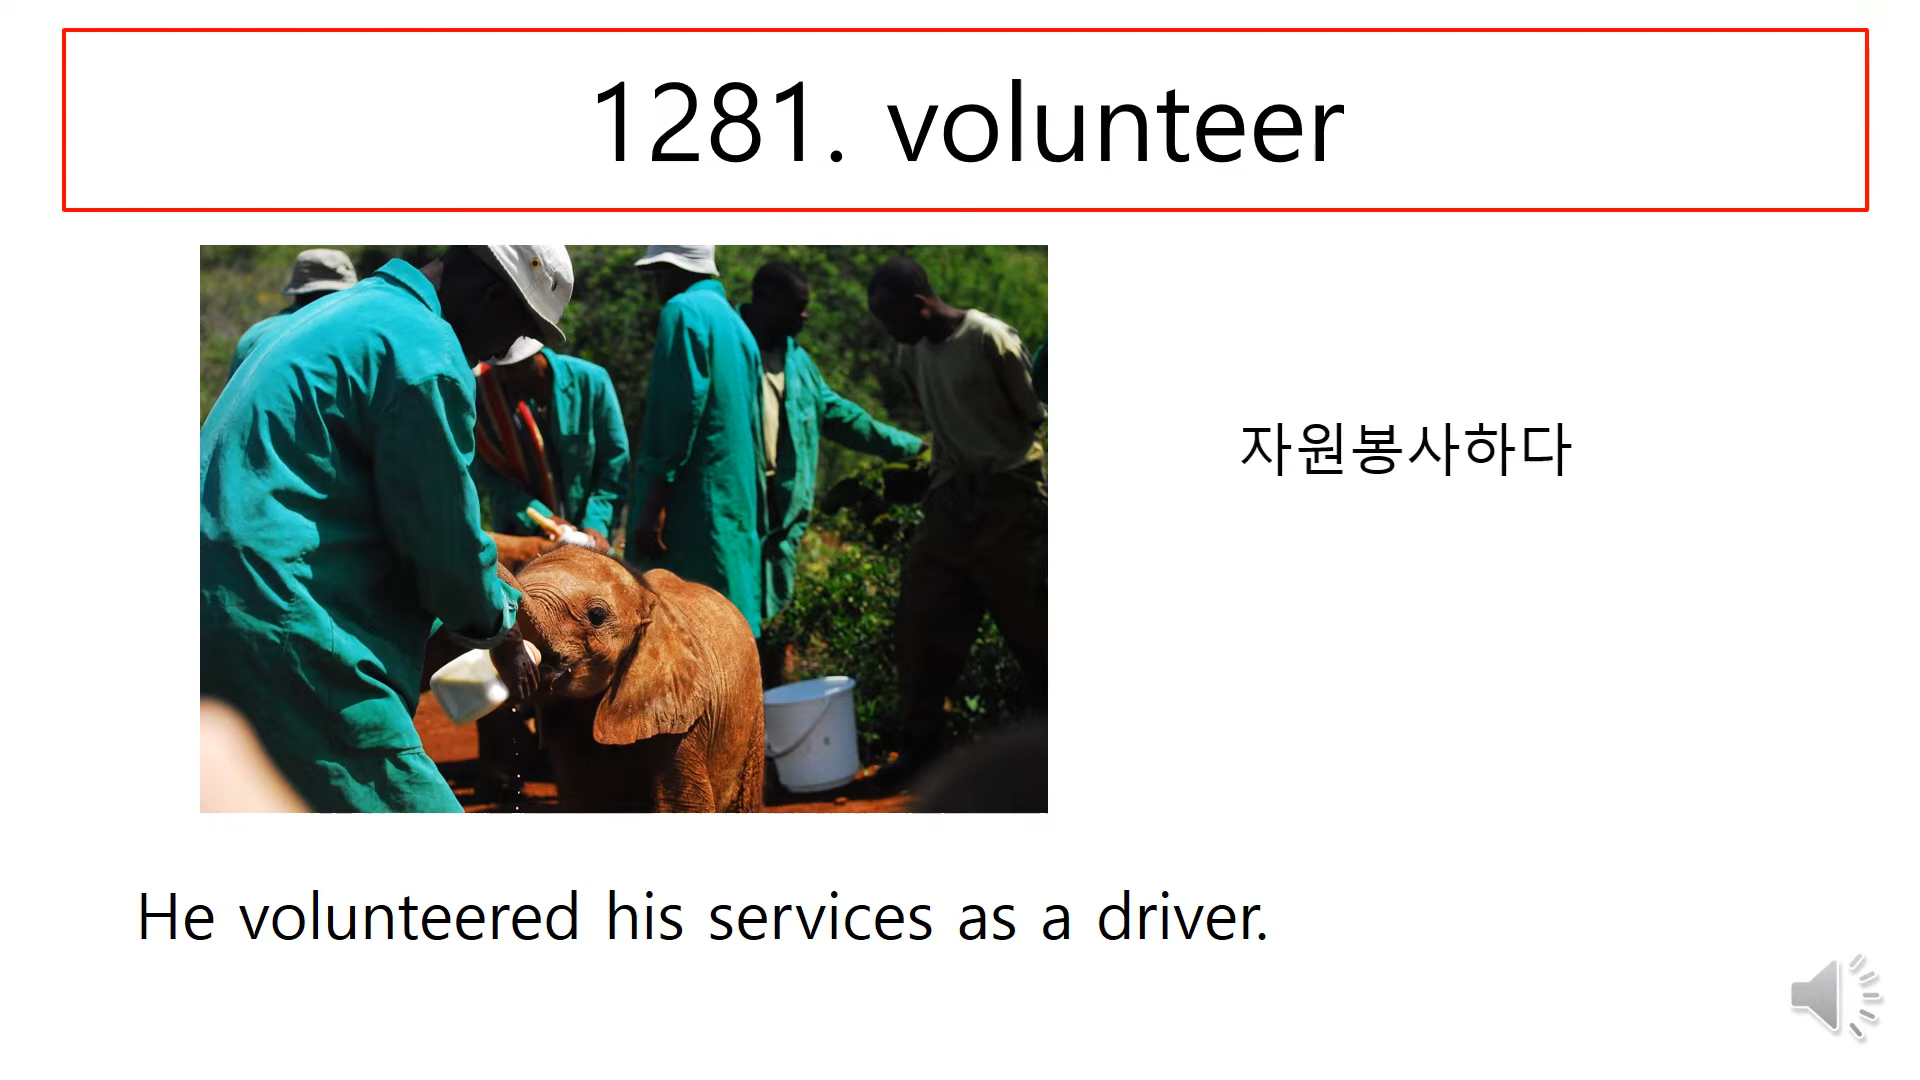 1281. volunteer
자원봉사하다
He volunteered his services as a driver.